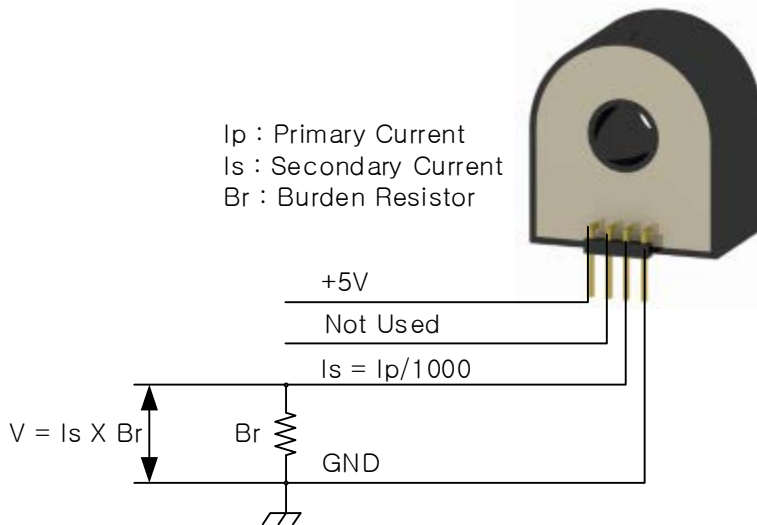 Ip : Primary Current
Is : Secondary Current
Br : Burden Resistor
+5V
Not Used
Is = Ip/1000
V = Is X Br
Br
GND